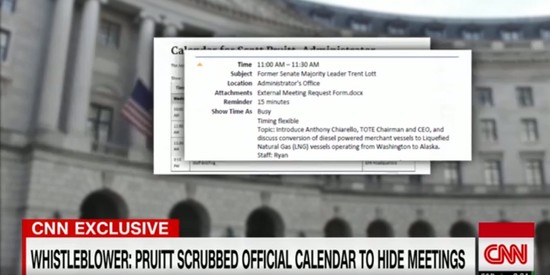 Calendar for Scott Pruitt, Administrator
Time 11:00 AM – 11:30 AM
Subject Former Senate Majority Leader Trent Lott
Location Administrator's Office
Attachments External Meeting Request Form.docx
Reminder 15 minutes
Show Time As Busy
Timing flexible
Topic: Introduce Anthony Chiarello, TOTE Chairman and CEO, and
discuss conversion of diesel powered merchant vessels to Liquefied
Natural Gas (LNG) vessels operating from Washington to Alaska.
Staff: Ryan
CNN EXCLUSIVE
WHISTLEBLOWER: PRUITT SCRUBBED OFFICIAL CALENDAR TO HIDE MEETINGS
CNN